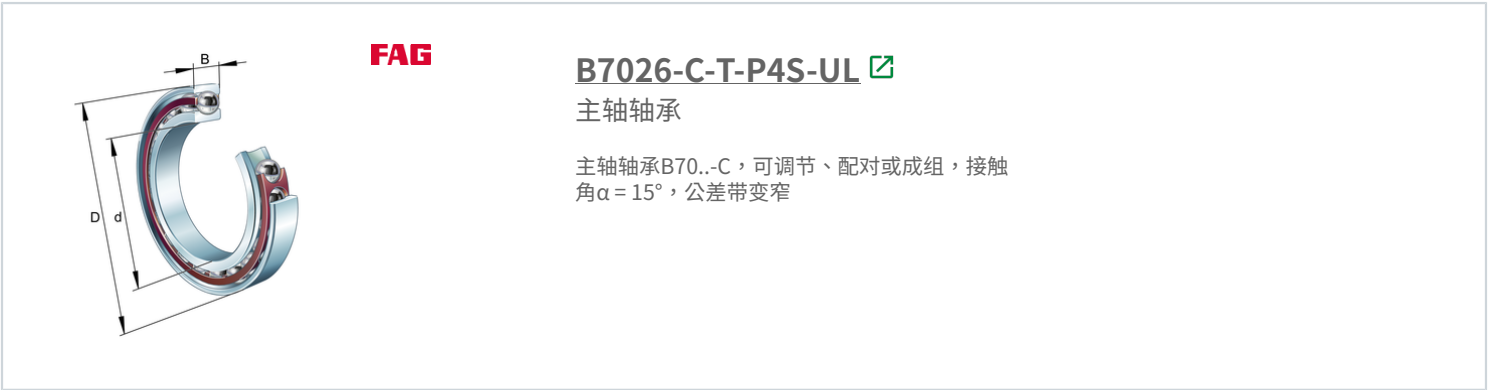 B
D
d
FAG
B7026-C-T-P4S-UL
主轴轴承
主轴轴承B70..-C，可调节、配对或成组，接触
角α = 15°，公差带变窄